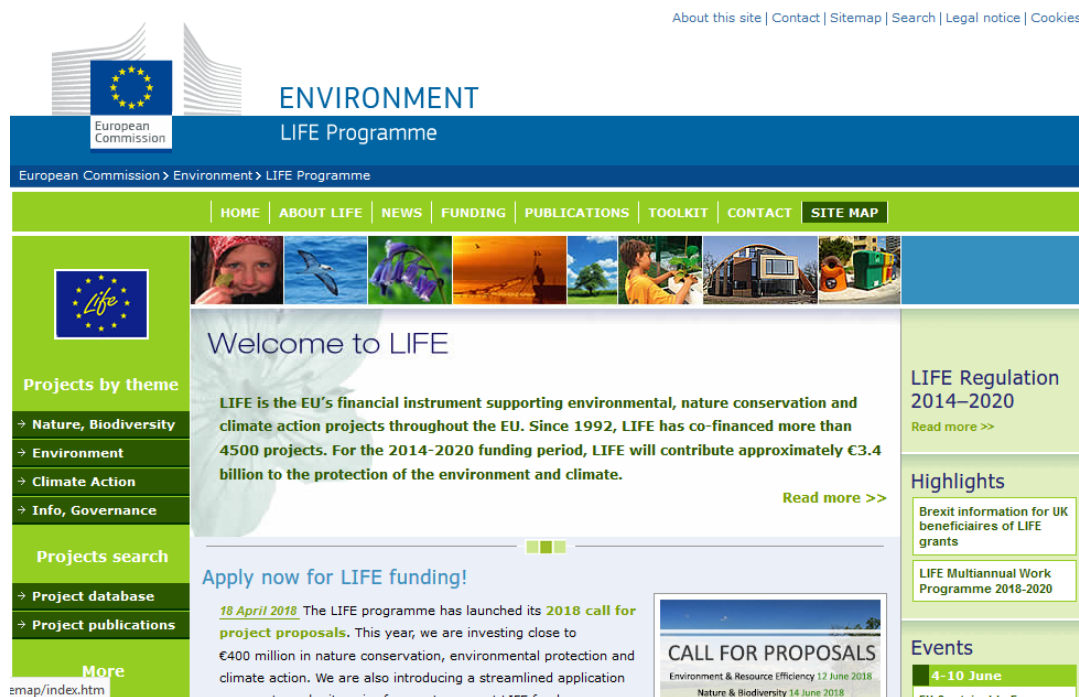 About this site | Contact | Sitemap | Search | Legal notice | Cookies
European
Commission
ENVIRONMENT
LIFE Programme
European Commission > Environment > LIFE Programme
HOME | ABOUT LIFE | NEWS | FUNDING | PUBLICATIONS | TOOLKIT | CONTACT | SITE MAP
Life
Projects by theme
→ Nature, Biodiversity
→ Environment
→ Climate Action
→ Info, Governance
Projects search
→ Project database
→ Project publications
More
emap/index.htm
Welcome to LIFE
LIFE is the EU's financial instrument supporting environmental, nature conservation and
climate action projects throughout the EU. Since 1992, LIFE has co-financed more than
4500 projects. For the 2014-2020 funding period, LIFE will contribute approximately €3.4
billion to the protection of the environment and climate.
Read more >>
Apply now for LIFE funding!
18 April 2018 The LIFE programme has launched its 2018 call for
project proposals. This year, we are investing close to
€400 million in nature conservation, environmental protection and
climate action. We are also introducing a streamlined application
CALL FOR PROPOSALS
Environment & Resource Efficiency 12 June 2018
Nature & Biodiversity 14 June 2018
LIFE Regulation
2014–2020
Read more >>
Highlights
Brexit information for UK
beneficiaires of LIFE
grants
LIFE Multiannual Work
Programme 2018-2020
Events
4-10 June